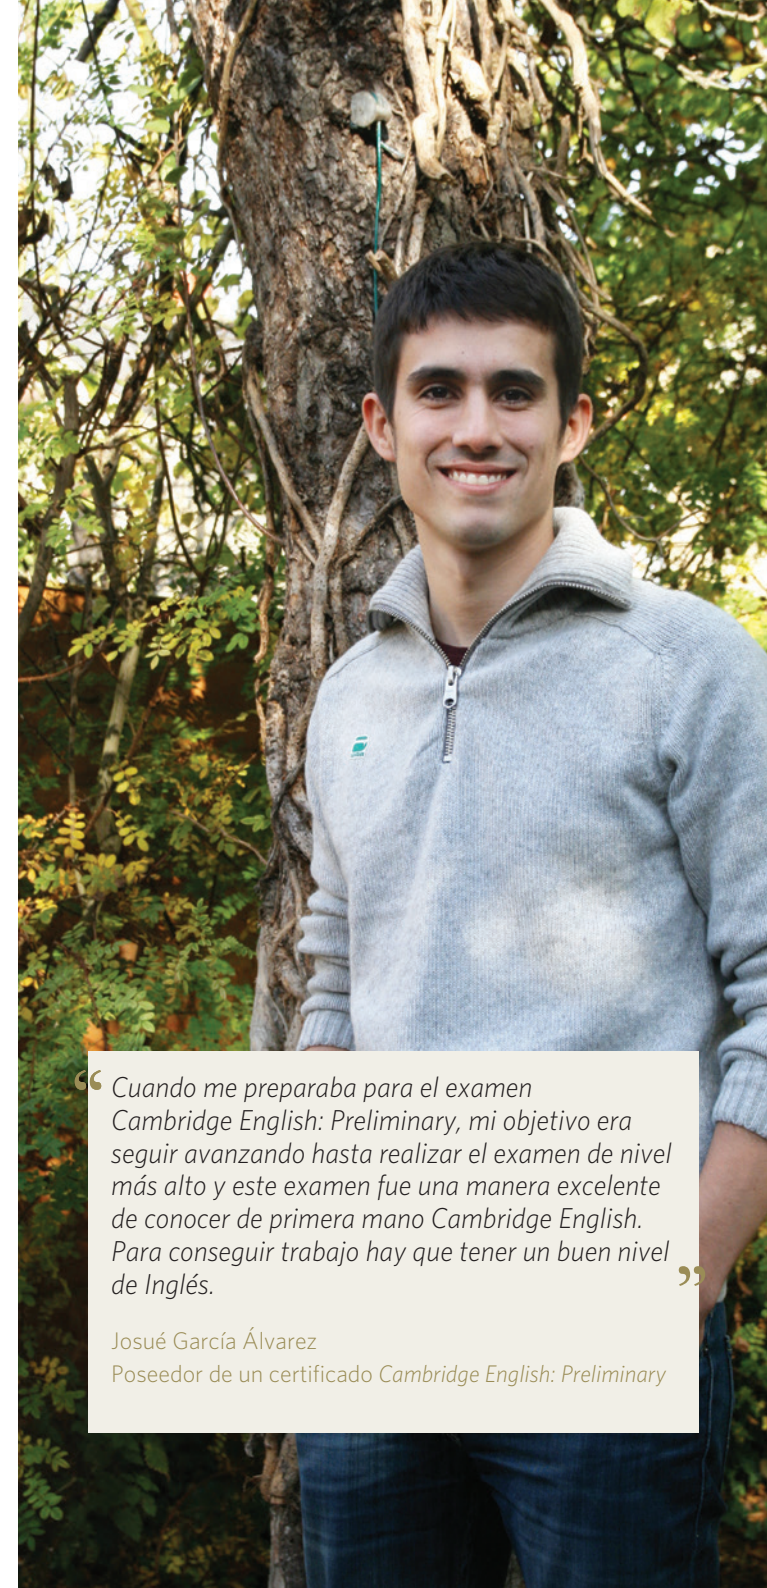 “ Cuando me preparaba para el examen
Cambridge English: Preliminary, mi objetivo era
seguir avanzando hasta realizar el examen de nivel
más alto y este examen fue una manera excelente
de conocer de primera mano Cambridge English.
Para conseguir trabajo hay que tener un buen nivel
de Inglés. ”
Josué García Álvarez
Poseedor de un certificado Cambridge English: Preliminary